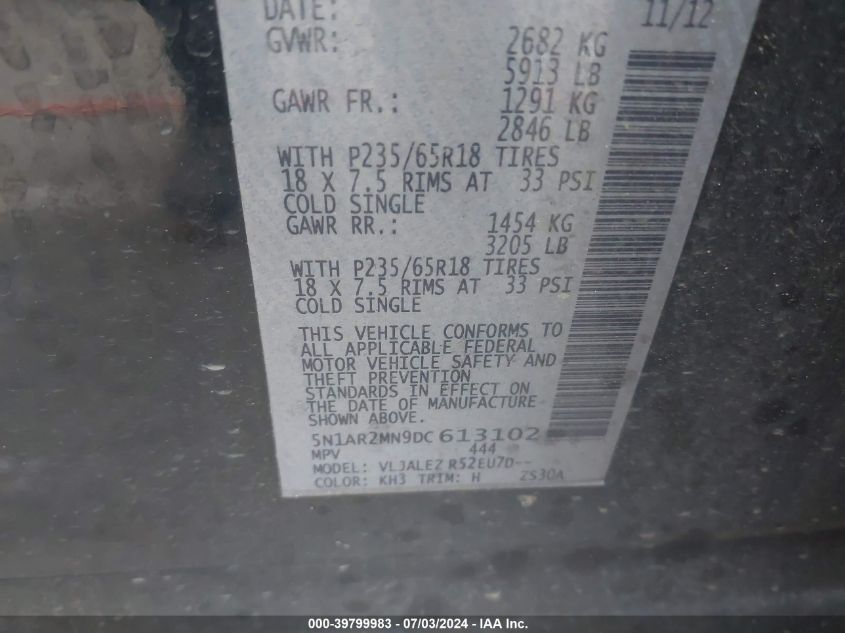 DATE: 11/12
GVWR: 2682 KG
5913 LB
GAWR FR.: 1291 KG
2846 LB
WITH P235/65R18 TIRES
18 X 7.5 RIMS AT 33 PSI
COLD SINGLE
GAWR RR.: 1454 KG
3205 LB
WITH P235/65R18 TIRES
18 X 7.5 RIMS AT 33 PSI
COLD SINGLE
THIS VEHICLE CONFORMS TO
ALL APPLICABLE FEDERAL
MOTOR VEHICLE SAFETY AND
THEFT PREVENTION
STANDARDS IN EFFECT ON
THE DATE OF MANUFACTURE
SHOWN ABOVE.
5N1AR2MN9DC 613102
MPV 444
MODEL: VLJALEZ R52EU7D--
COLOR: KH3 TRIM: H ZS30A
000-39799983 - 07/03/2024 - IAA Inc.